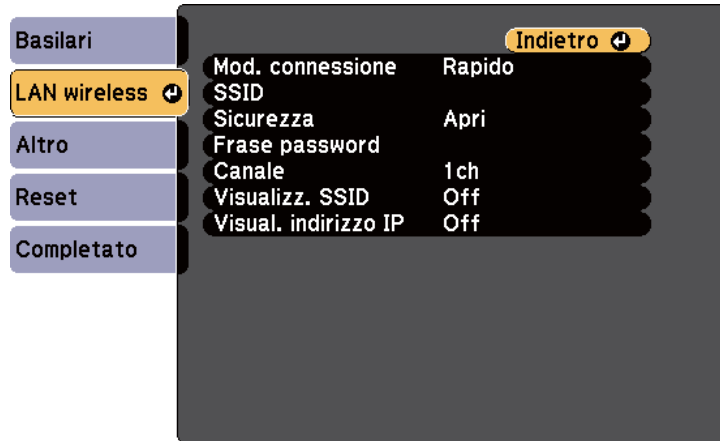 Basilari
LAN wireless
Altro
Reset
Completato
Indietro
Mod. connessione Rapido
SSID
Sicurezza Apri
Frase password
Canale 1ch
Visualizz. SSID Off
Visual. indirizzo IP Off